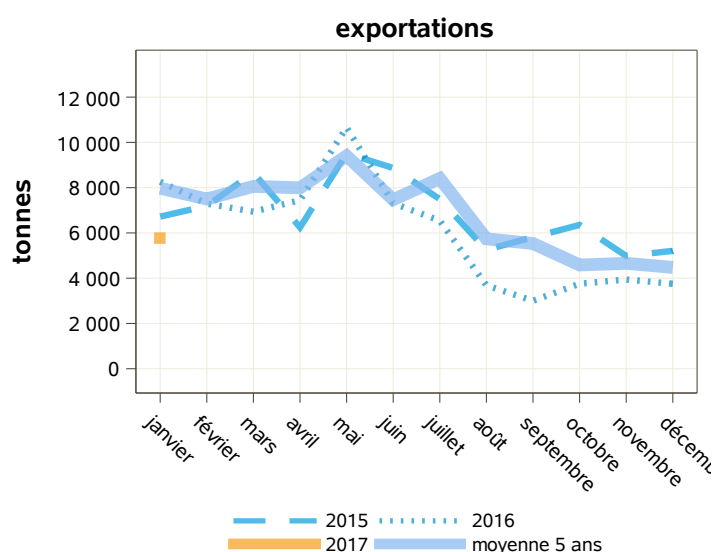 exportations
tonnes
12 000
10 000
8 000
6 000
4 000
2 000
0
janvier
février
mars
avril
mai
juin
juillet
août
septembre
octobre
novembre
décemb
2015
2016
2017
moyenne 5 ans